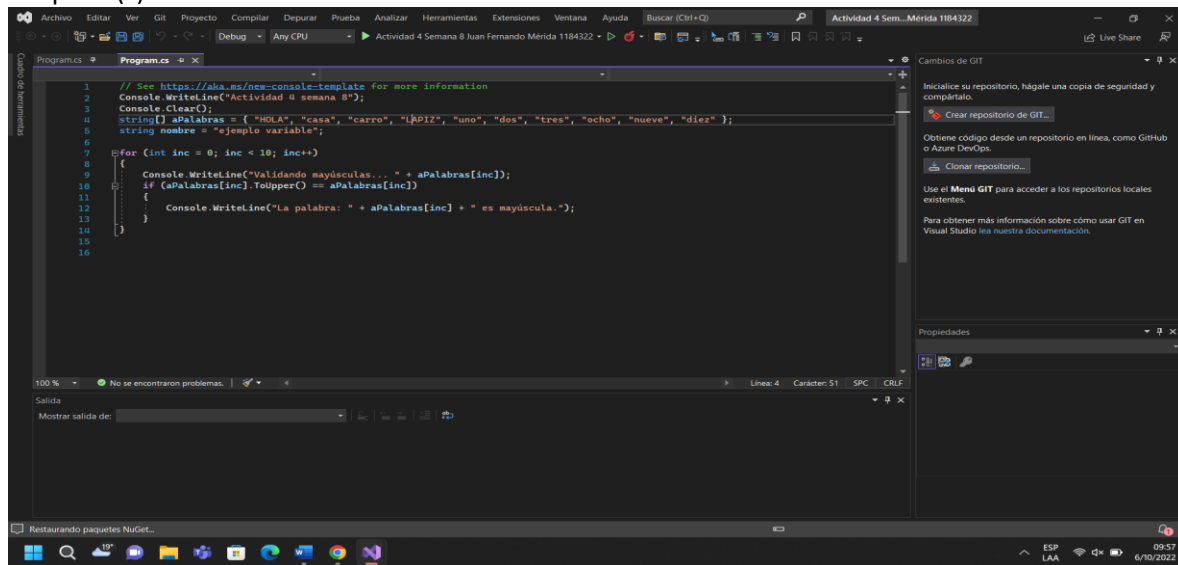 Archivo Editar Ver Git Proyecto Compilar Depurar Prueba Analizar Herramientas Extensiones Ventana Ayuda Buscar (Ctrl+Q) Actividad 4 Sem...Mérida 1184322
Debug Any CPU Actividad 4 Semana 8 Juan Fernando Mérida 1184322 Live Share
Cuadro de herramientas
Program.cs Program.cs
1 // See https://aka.ms/new-console-template for more information
2 Console.WriteLine("Actividad 4 semana 8");
3 Console.Clear();
4 string[] aPalabras = { "HOLA", "casa", "carro", "LAPIZ", "uno", "dos", "tres", "ocho", "nueve", "diez" };
5 string nombre = "ejemplo variable";
6
7 for (int inc = 0; inc < 10; inc++)
8 {
9 Console.WriteLine("Validando mayúsculas... " + aPalabras[inc]);
10 if (aPalabras[inc].ToUpper() == aPalabras[inc])
11 {
12 Console.WriteLine("La palabra: " + aPalabras[inc] + " es mayúscula.");
13 }
14 }
15
16
100 % No se encontraron problemas. Línea: 4 Carácter: 51 SPC CRLF
Salida
Mostrar salida de:
Cambios de GIT
Inicialice su repositorio, hágale una copia de seguridad y
compártalo.
Crear repositorio de GIT...
Obtiene código desde un repositorio en línea, como GitHub
o Azure DevOps.
Clonar repositorio...
Use el Menú GIT para acceder a los repositorios locales
existentes.
Para obtener más información sobre cómo usar GIT en
Visual Studio lea nuestra documentación.
Propiedades
Restaurando paquetes NuGet...
19°
ESP
LAA
09:57
6/10/2022